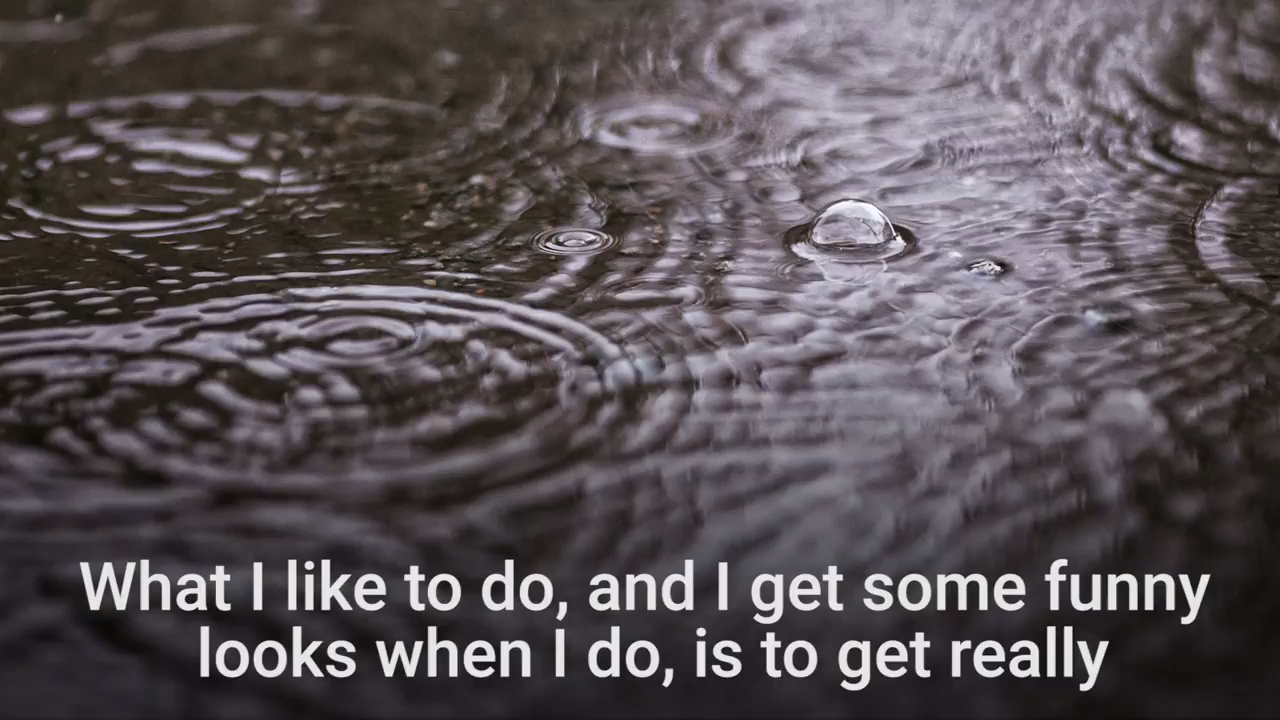 What I like to do, and I get some funny
looks when I do, is to get really